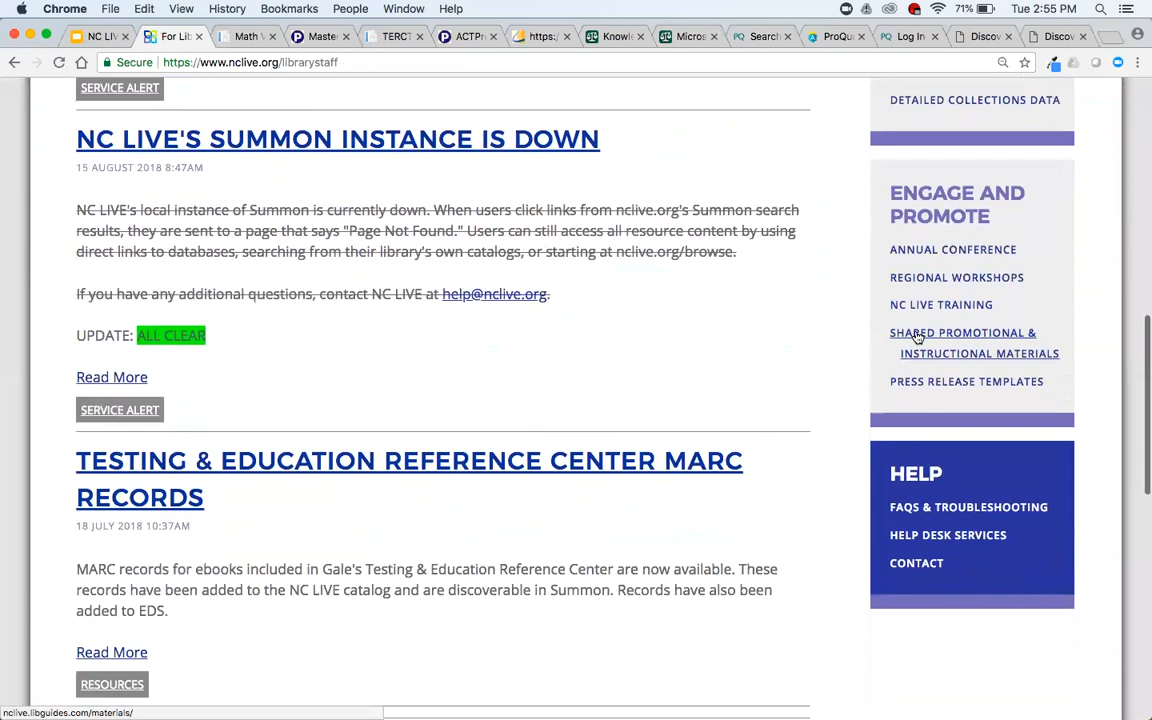 Chrome File Edit View History Bookmarks People Window Help 71% Tue 2:55 PM
NC LIV For Lib Math V Master TERCT ACTPr https: Knowl Micros PQ Search ProQu PQ Log In Discov Discov
Secure https://www.nclive.org/librarystaff
SERVICE ALERT
NC LIVE'S SUMMON INSTANCE IS DOWN
15 AUGUST 2018 8:47AM
NC LIVE's local instance of Summon is currently down. When users click links from nclive.org's Summon search
results, they are sent to a page that says "Page Not Found." Users can still access all resource content by using
direct links to databases, searching from their library's own catalogs, or starting at nclive.org/browse.
If you have any additional questions, contact NC LIVE at help@nclive.org.
UPDATE: ALL CLEAR
Read More
SERVICE ALERT
TESTING & EDUCATION REFERENCE CENTER MARC
RECORDS
18 JULY 2018 10:37AM
MARC records for ebooks included in Gale's Testing & Education Reference Center are now available. These
records have been added to the NC LIVE catalog and are discoverable in Summon. Records have also been
added to EDS.
Read More
RESOURCES
DETAILED COLLECTIONS DATA
ENGAGE AND
PROMOTE
ANNUAL CONFERENCE
REGIONAL WORKSHOPS
NC LIVE TRAINING
SHARED PROMOTIONAL &
INSTRUCTIONAL MATERIALS
PRESS RELEASE TEMPLATES
HELP
FAQS & TROUBLESHOOTING
HELP DESK SERVICES
CONTACT
nclive.libguides.com/materials/